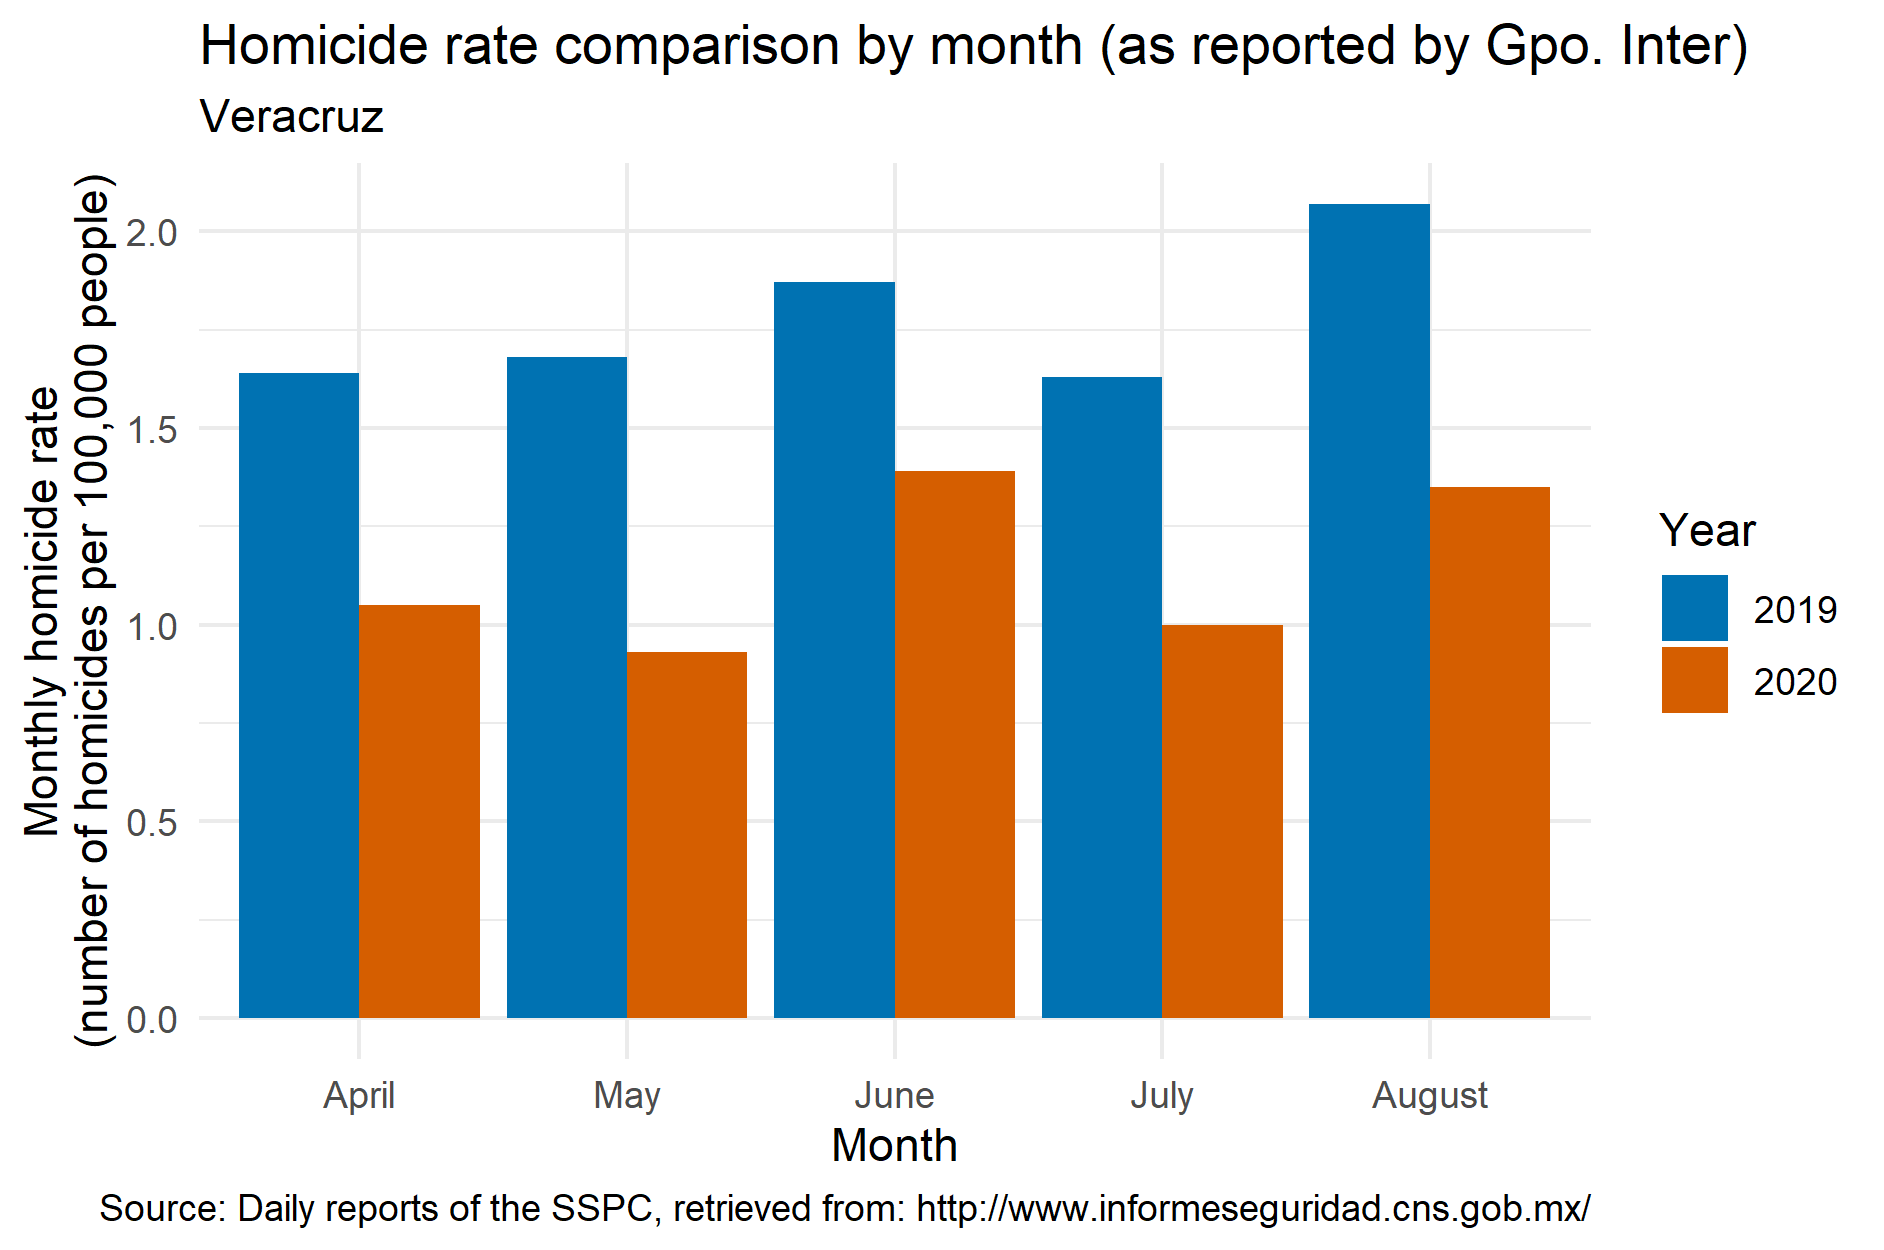 Homicide rate comparison by month (as reported by Gpo. Inter)
Veracruz
Monthly homicide rate
(number of homicides per 100,000 people)
2.0
1.5
1.0
0.5
0.0
April
May
June
July
August
Month
Year
2019
2020
Source: Daily reports of the SSPC, retrieved from: http://www.informeseguridad.cns.gob.mx/